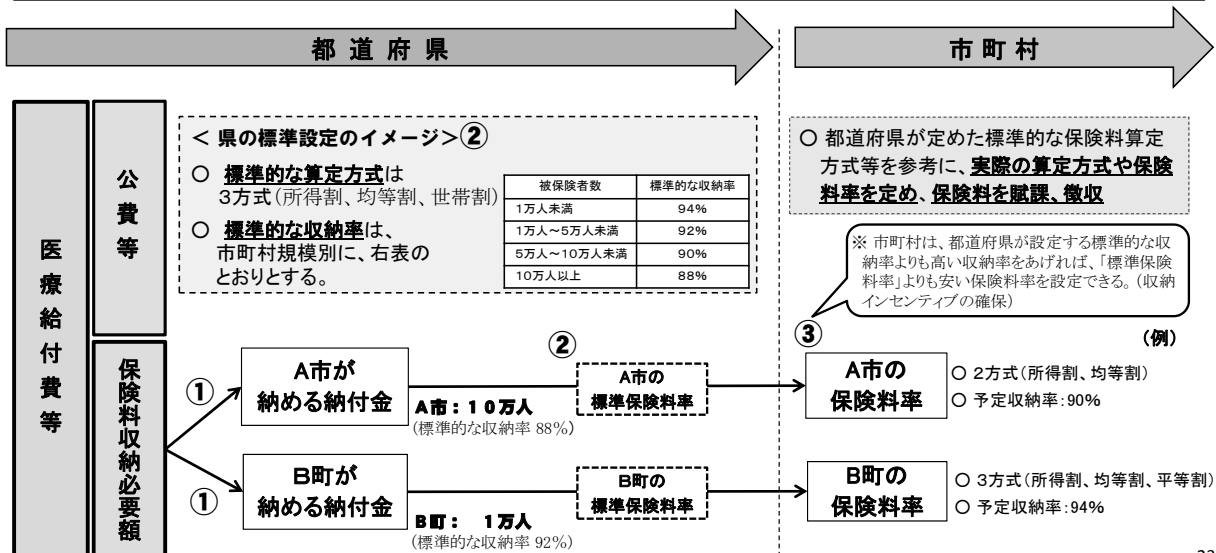 都道府県
市町村
医療給付費等
公費等
保険料収納必要額
＜ 県の標準設定のイメージ＞②
○ 標準的な算定方式は
3方式(所得割、均等割、世帯割)
○ 標準的な収納率は、
市町村規模別に、右表の
とおりとする。
被保険者数 標準的な収納率
1万人未満 94%
1万人～5万人未満 92%
5万人～10万人未満 90%
10万人以上 88%
○ 都道府県が定めた標準的な保険料算定
方式等を参考に、実際の算定方式や保険
料率を定め、保険料を賦課、徴収
※ 市町村は、都道府県が設定する標準的な収
納率よりも高い収納率をあげれば、「標準保険
料率」よりも安い保険料率を設定できる。(収納
インセンティブの確保)
①
A市が
納める納付金
A市：10万人
(標準的な収納率 88%)
②
A市の
標準保険料率
③
(例)
A市の
保険料率
○ 2方式(所得割、均等割)
○ 予定収納率:90%
①
B町が
納める納付金
B町： 1万人
(標準的な収納率 92%)
B町の
標準保険料率
B町の
保険料率
○ 3方式(所得割、均等割、平等割)
○ 予定収納率:94%